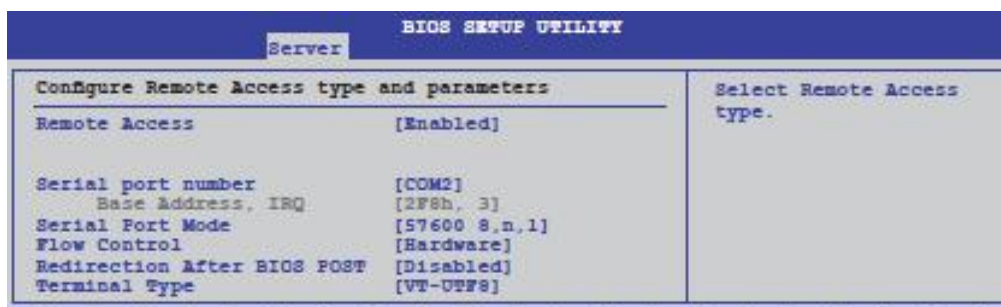 BIOS SETUP UTILITY
Server
Configure Remote Access type and parameters
Select Remote Access
type.
Remote Access [Enabled]
Serial port number [COM2]
Base Address, IRQ [2F8h, 3]
Serial Port Mode [57600 8,n,1]
Flow Control [Hardware]
Redirection After BIOS POST [Disabled]
Terminal Type [VT-UTF8]